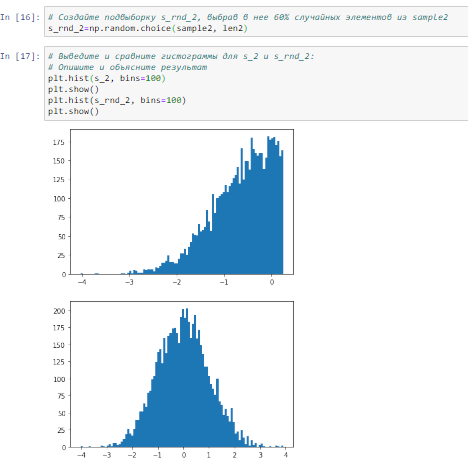 In [16]: # Создайте подвыборку s_rnd_2, выбрав в нее 60% случайных элементов из sample2
s_rnd_2=np.random.choice(sample2, len2)
In [17]: # Выведите и сравните гистограммы для s_2 и s_rnd_2:
# Опишите и объясните результат
plt.hist(s_2, bins=100)
plt.show()
plt.hist(s_rnd_2, bins=100)
plt.show()
175
150
125
100
75
50
25
0
-4 -3 -2 -1 0
200
175
150
125
100
75
50
25
0
-4 -3 -2 -1 0 1 2 3 4